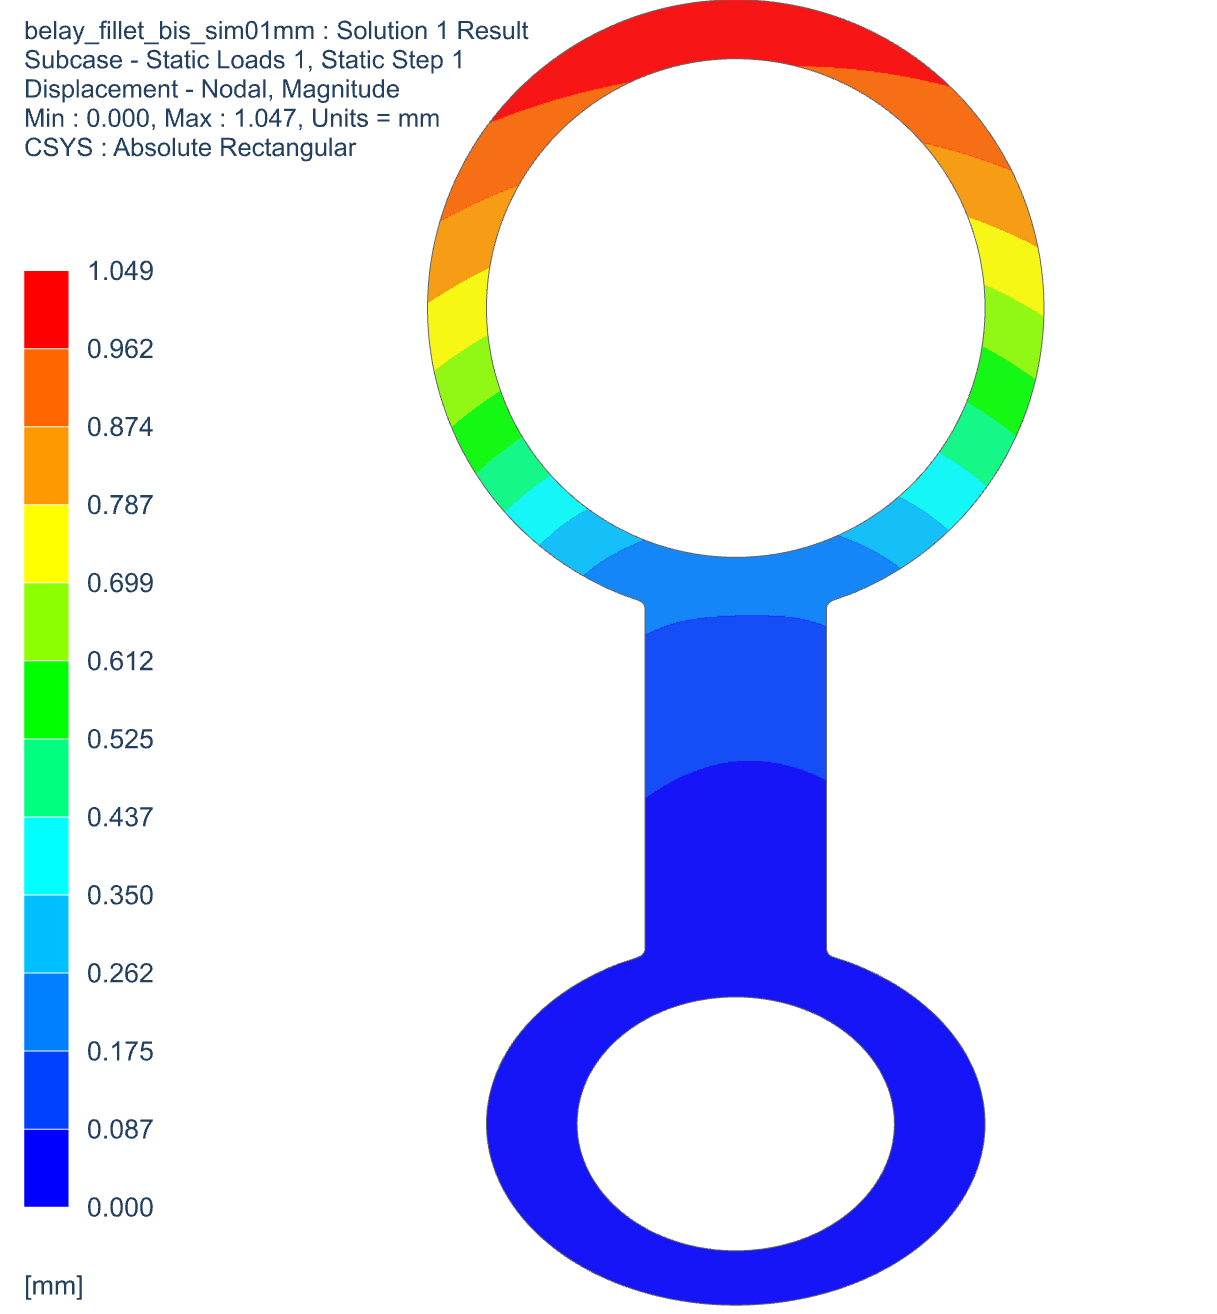 belay_fillet_bis_sim01mm : Solution 1 Result
Subcase - Static Loads 1, Static Step 1
Displacement - Nodal, Magnitude
Min : 0.000, Max : 1.047, Units = mm
CSYS : Absolute Rectangular
1.049
0.962
0.874
0.787
0.699
0.612
0.525
0.437
0.350
0.262
0.175
0.087
0.000
[mm]